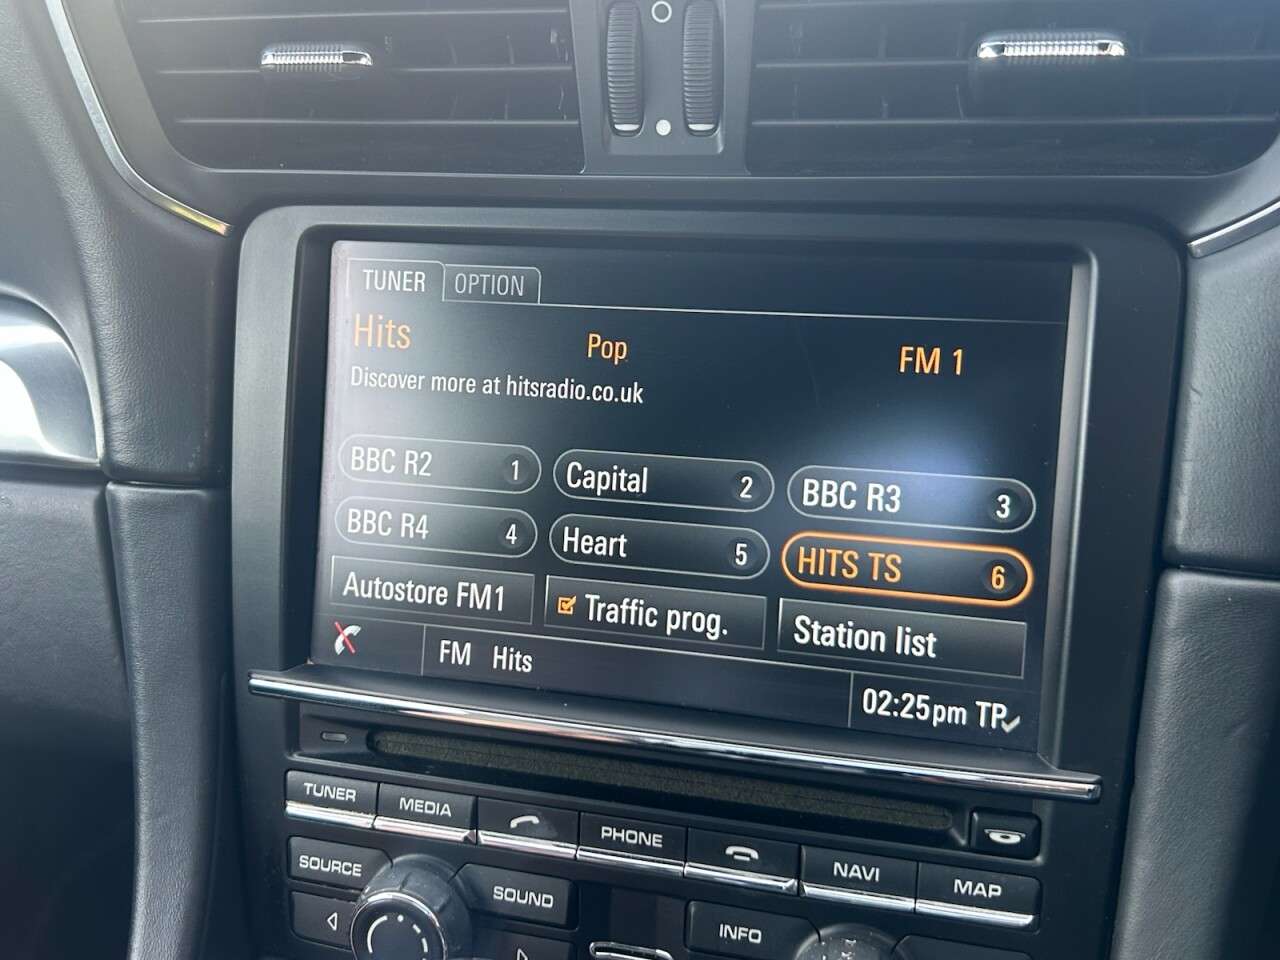 TUNER OPTION
Hits Pop FM 1
Discover more at hitsradio.co.uk
BBC R2 1 Capital 2 BBC R3 3
BBC R4 4 Heart 5 HITS TS 6
Autostore FM1 Traffic prog. Station list
FM Hits
02:25pm TP
TUNER MEDIA PHONE NAVI MAP
SOURCE SOUND INFO